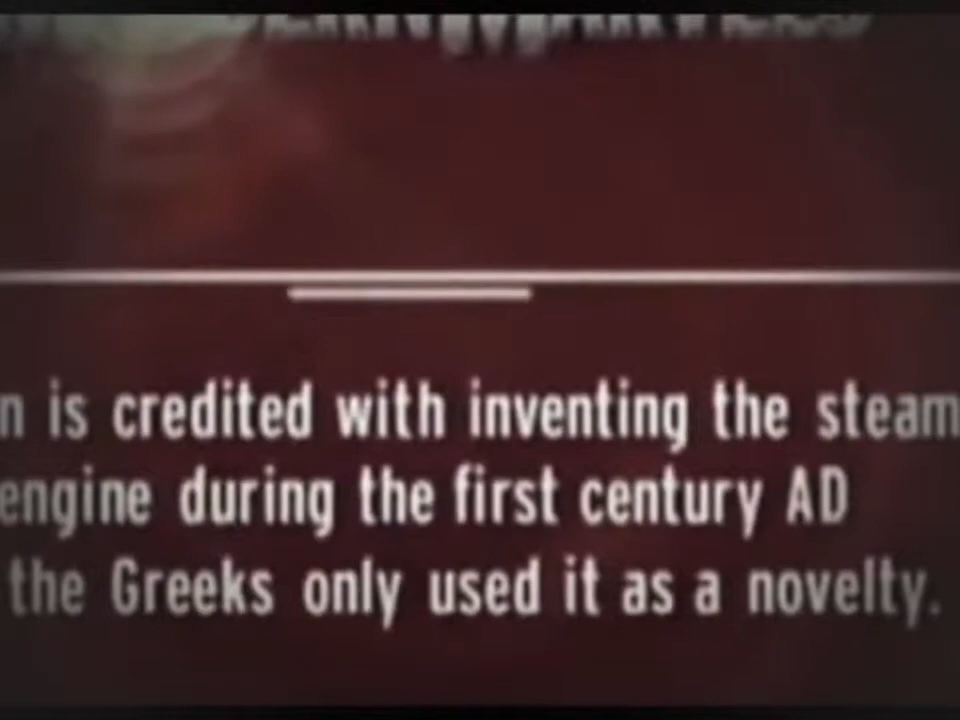 n is credited with inventing the steam
engine during the first century AD
the Greeks only used it as a novelty.